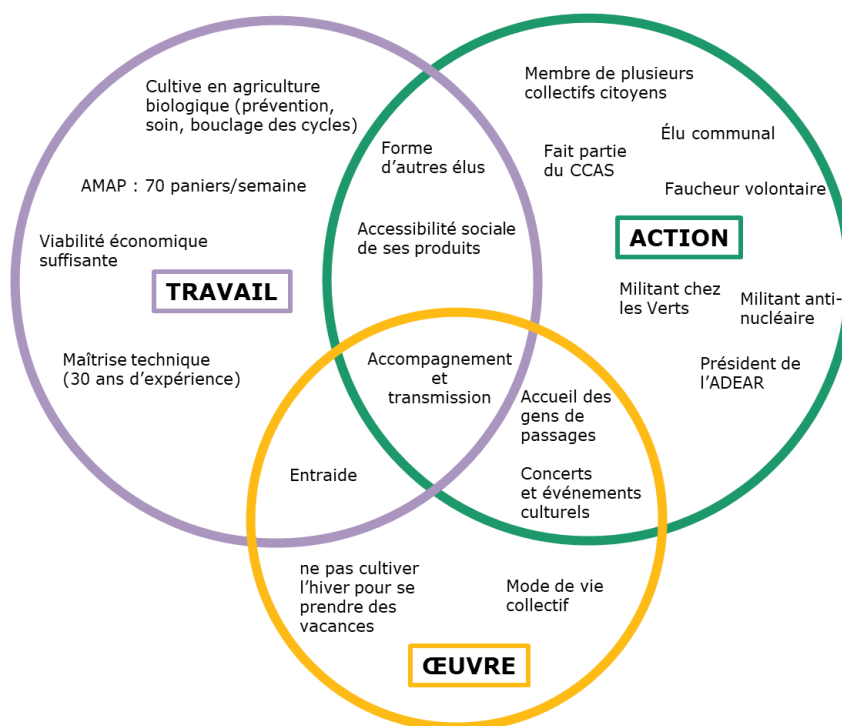 Cultive en agriculture
biologique (prévention,
soin, bouclage des cycles)
AMAP : 70 paniers/semaine
Viabilité économique
suffisante
TRAVAIL
Maîtrise technique
(30 ans d’expérience)
Forme
d’autres élus
Accessibilité sociale
de ses produits
Membre de plusieurs
collectifs citoyens
Élu communal
Fait partie
du CCAS
Faucheur volontaire
ACTION
Militant chez
les Verts
Militant anti-
nucléaire
Président de
l’ADEAR
Accompagnement
et
transmission
Accueil des
gens de
passages
Concerts
et événements
culturels
Entraide
ne pas cultiver
l’hiver pour se
prendre des
vacances
Mode de vie
collectif
ŒUVRE